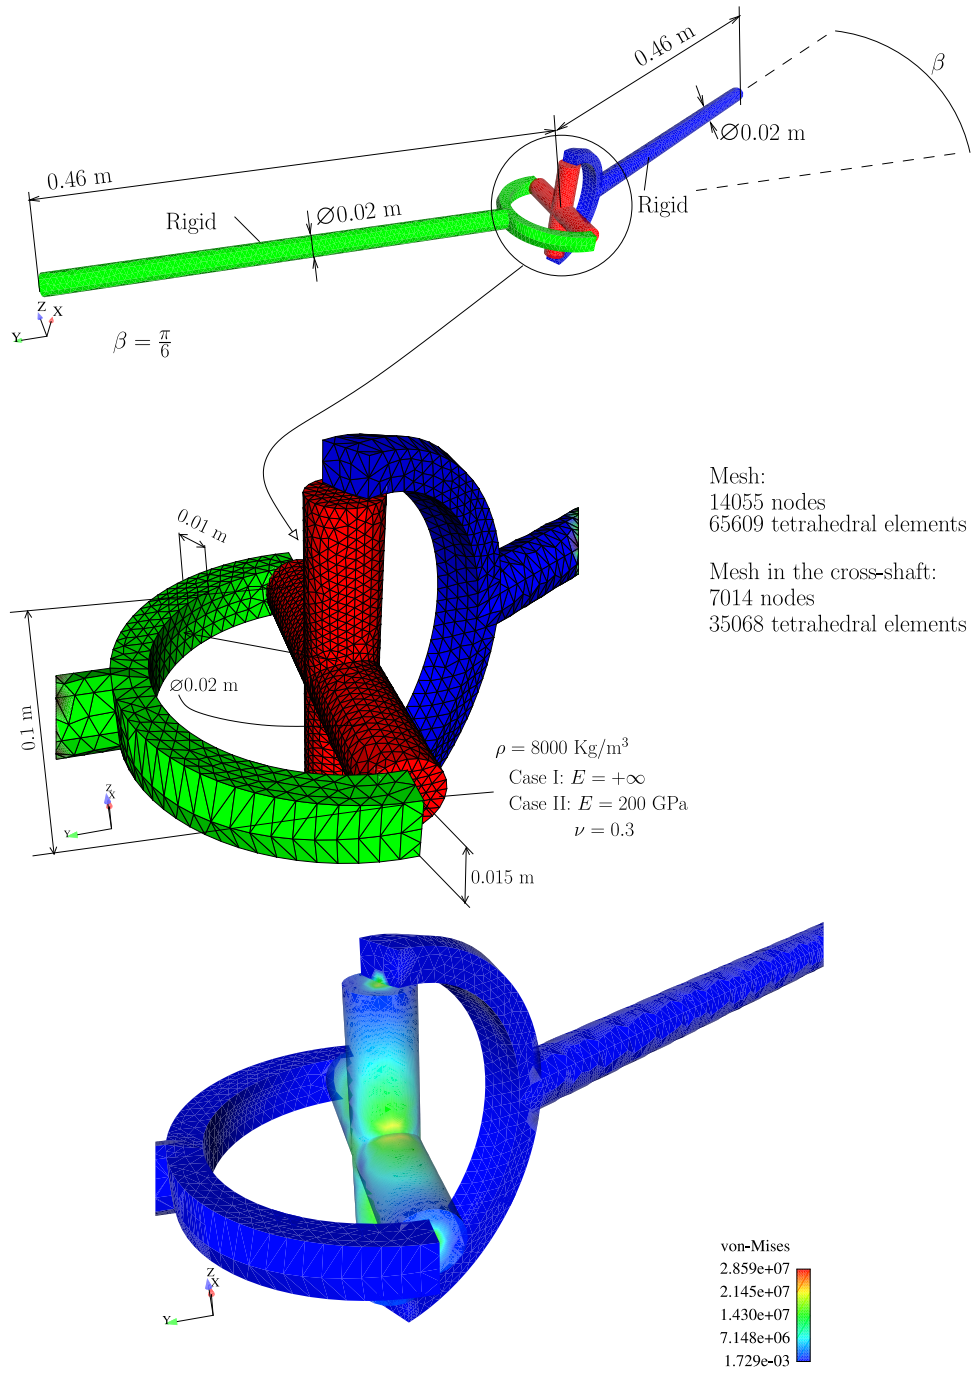 0.46 m
β
∅0.02 m
0.46 m
Rigid
∅0.02 m
Rigid
Z
X
Y
β = π/6
Mesh:
14055 nodes
65609 tetrahedral elements
0.01 m
Mesh in the cross-shaft:
7014 nodes
35068 tetrahedral elements
∅0.02 m
0.1 m
ρ = 8000 Kg/m³
Case I: E = +∞
Case II: E = 200 GPa
ν = 0.3
Z
X
Y
0.015 m
von-Mises
2.859e+07
2.145e+07
1.430e+07
7.148e+06
1.729e-03
Z
X
Y